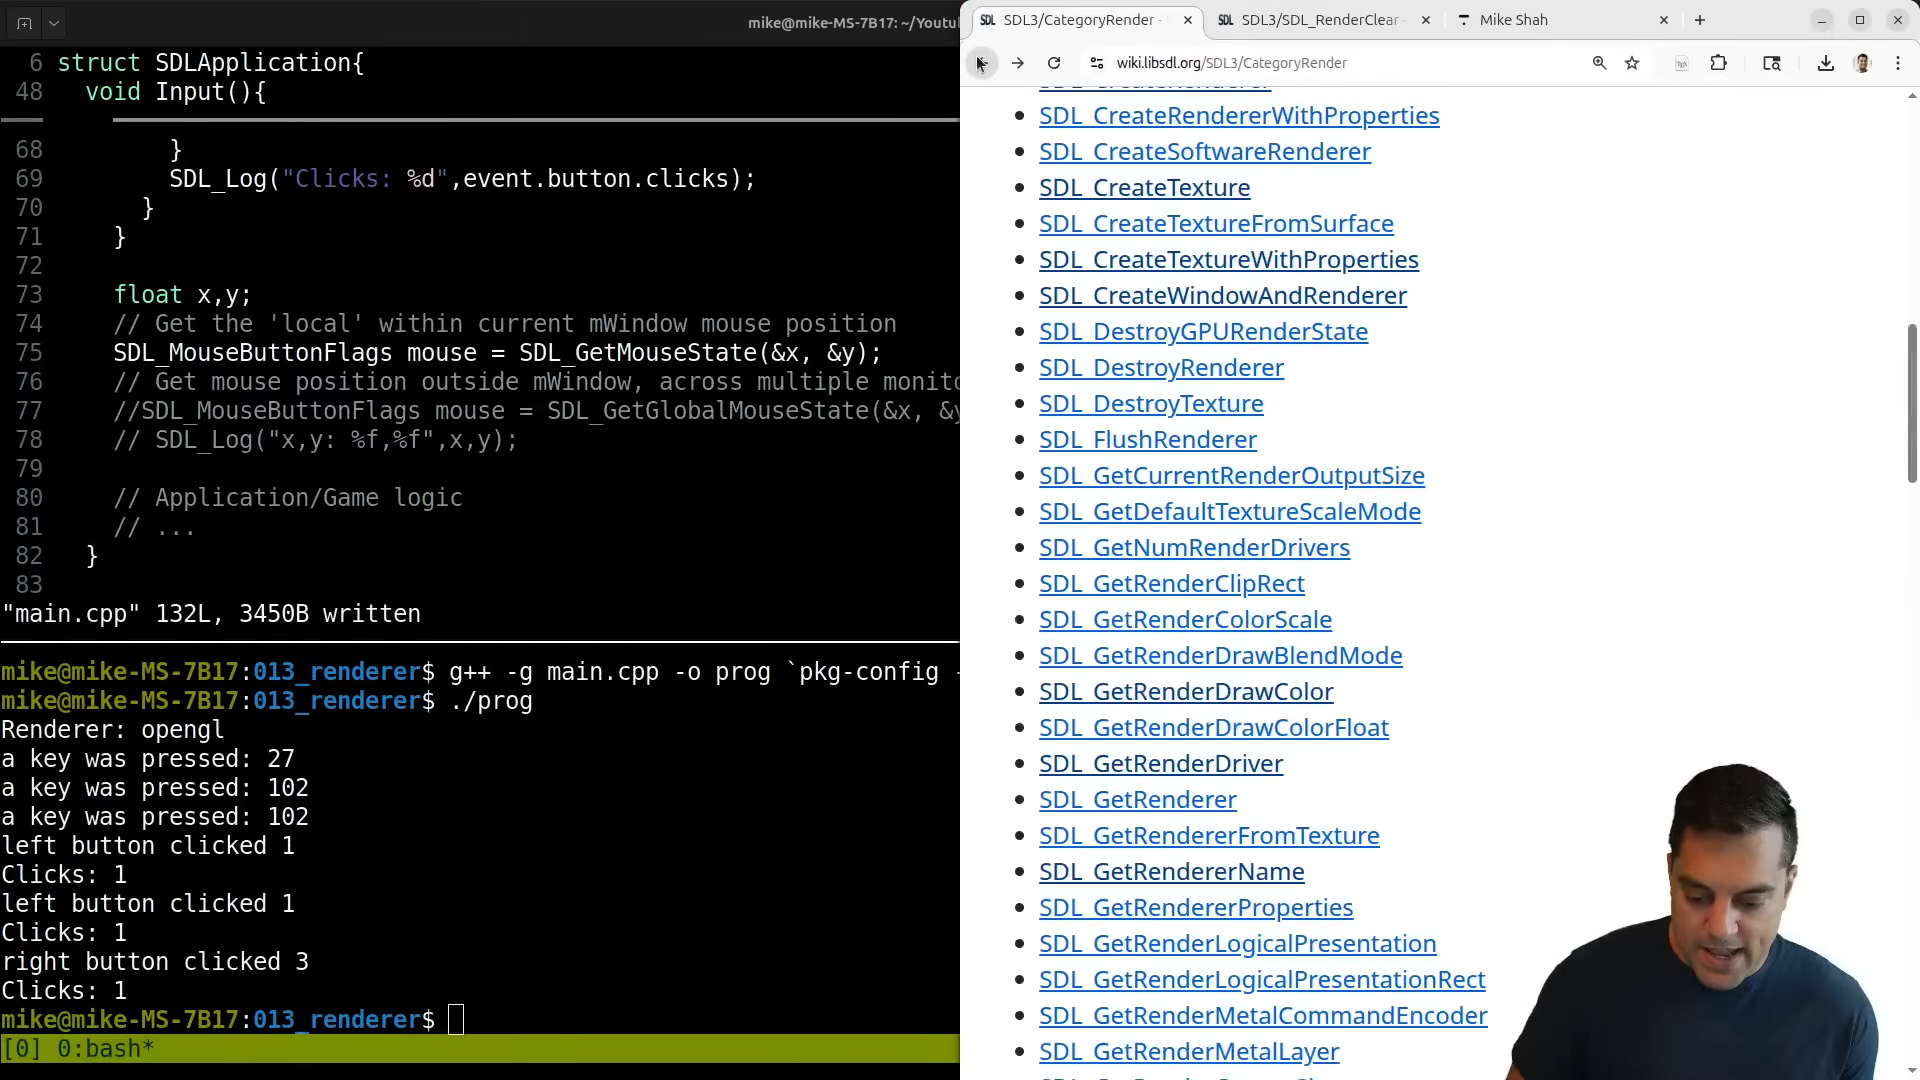 mike@mike-MS-7B17: ~/Youtu
6 struct SDLApplication{
48 void Input(){
68 }
69 SDL_Log("Clicks: %d",event.button.clicks);
70 }
71 }
72
73 float x,y;
74 // Get the 'local' within current mWindow mouse position
75 SDL_MouseButtonFlags mouse = SDL_GetMouseState(&x, &y);
76 // Get mouse position outside mWindow, across multiple monito
77 //SDL_MouseButtonFlags mouse = SDL_GetGlobalMouseState(&x, &y
78 // SDL_Log("x,y: %f,%f",x,y);
79
80 // Application/Game logic
81 // ...
82 }
83
"main.cpp" 132L, 3450B written
mike@mike-MS-7B17:013_renderer$ g++ -g main.cpp -o prog `pkg-config -
mike@mike-MS-7B17:013_renderer$ ./prog
Renderer: opengl
a key was pressed: 27
a key was pressed: 102
a key was pressed: 102
left button clicked 1
Clicks: 1
left button clicked 1
Clicks: 1
right button clicked 3
Clicks: 1
mike@mike-MS-7B17:013_renderer$
[0] 0:bash*
SDL SDL3/CategoryRender -
SDL SDL3/SDL_RenderClear -
Mike Shah
wiki.libsdl.org/SDL3/CategoryRender
SDL_CreateRenderer
SDL_CreateRendererWithProperties
SDL_CreateSoftwareRenderer
SDL_CreateTexture
SDL_CreateTextureFromSurface
SDL_CreateTextureWithProperties
SDL_CreateWindowAndRenderer
SDL_DestroyGPURenderState
SDL_DestroyRenderer
SDL_DestroyTexture
SDL_FlushRenderer
SDL_GetCurrentRenderOutputSize
SDL_GetDefaultTextureScaleMode
SDL_GetNumRenderDrivers
SDL_GetRenderClipRect
SDL_GetRenderColorScale
SDL_GetRenderDrawBlendMode
SDL_GetRenderDrawColor
SDL_GetRenderDrawColorFloat
SDL_GetRenderDriver
SDL_GetRenderer
SDL_GetRendererFromTexture
SDL_GetRendererName
SDL_GetRendererProperties
SDL_GetRenderLogicalPresentation
SDL_GetRenderLogicalPresentationRect
SDL_GetRenderMetalCommandEncoder
SDL_GetRenderMetalLayer